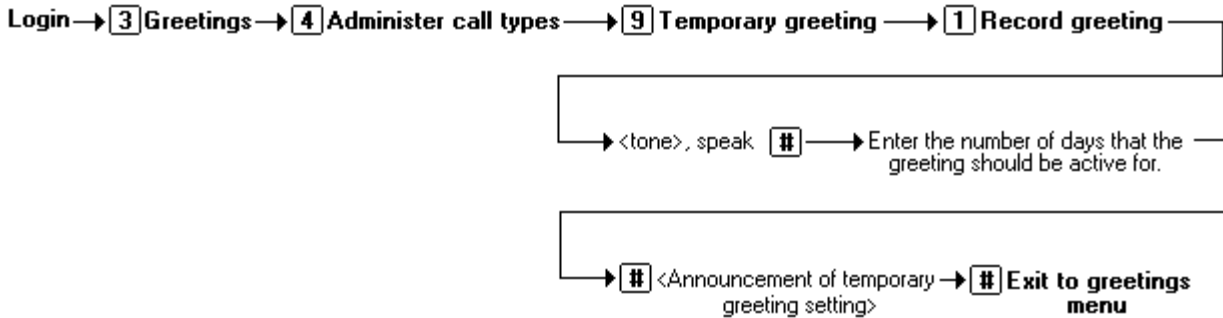 Login 3 Greetings 4 Administer call types 9 Temporary greeting 1 Record greeting
<tone>, speak # Enter the number of days that the
greeting should be active for.
# <Announcement of temporary # Exit to greetings
greeting setting> menu